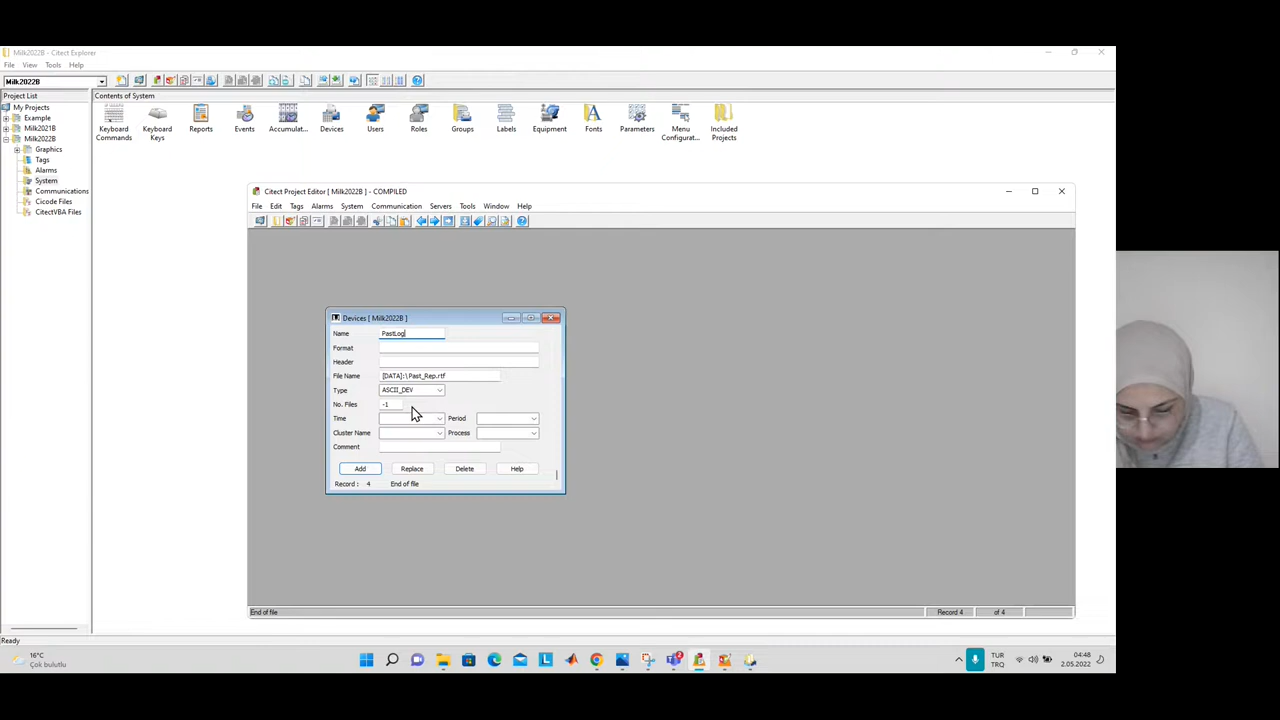 Milk2022B - Citect Explorer
File View Tools Help
Milk2022B
Project List
Contents of System
My Projects
Example
Milk2021B
Milk2022B
Graphics
Tags
Alarms
System
Communications
Cicode Files
CitectVBA Files
Keyboard Commands
Keyboard Keys
Reports
Events
Accumulat...
Devices
Users
Roles
Groups
Labels
Equipment
Fonts
Parameters
Menu Configurat...
Included Projects
Citect Project Editor [ Milk2022B ] - COMPILED
File Edit Tags Alarms System Communication Servers Tools Window Help
Devices [ Milk2022B ]
Name PastLog
Format
Header
File Name [DATA]:\Past_Rep.rtf
Type ASCII_DEV
No. Files -1
Time Period
Cluster Name Process
Comment
Add Replace Delete Help
Record : 4 End of file
End of file Record 4 of 4
Ready
16°C
Çok bulutlu
TUR
TRQ
04:48
2.05.2022